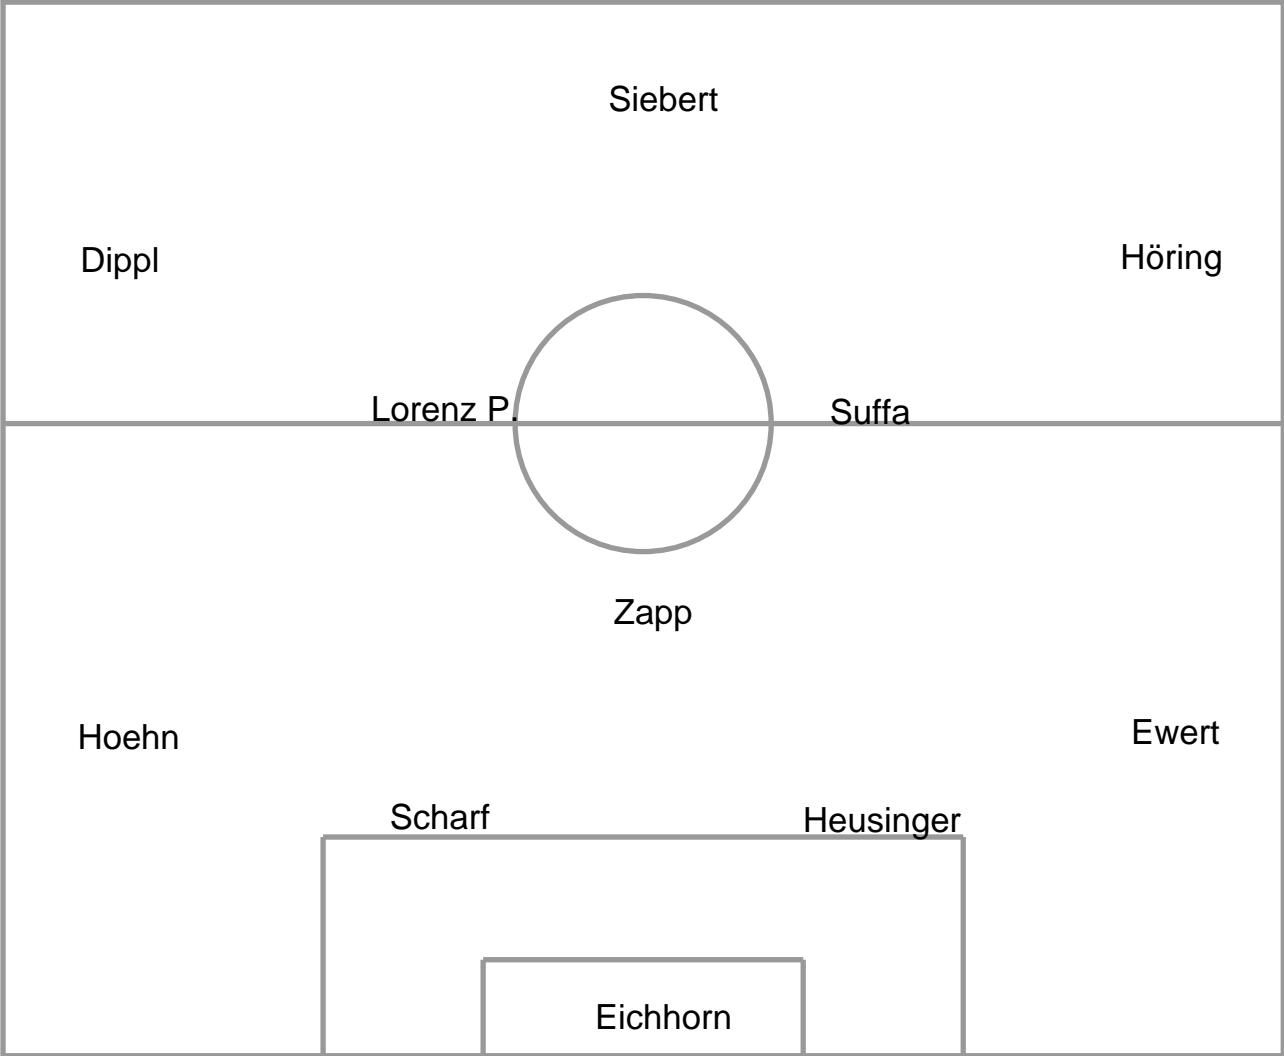 Siebert
Dippl
Höring
Lorenz P.
Suffa
Zapp
Hoehn
Ewert
Scharf
Heusinger
Eichhorn